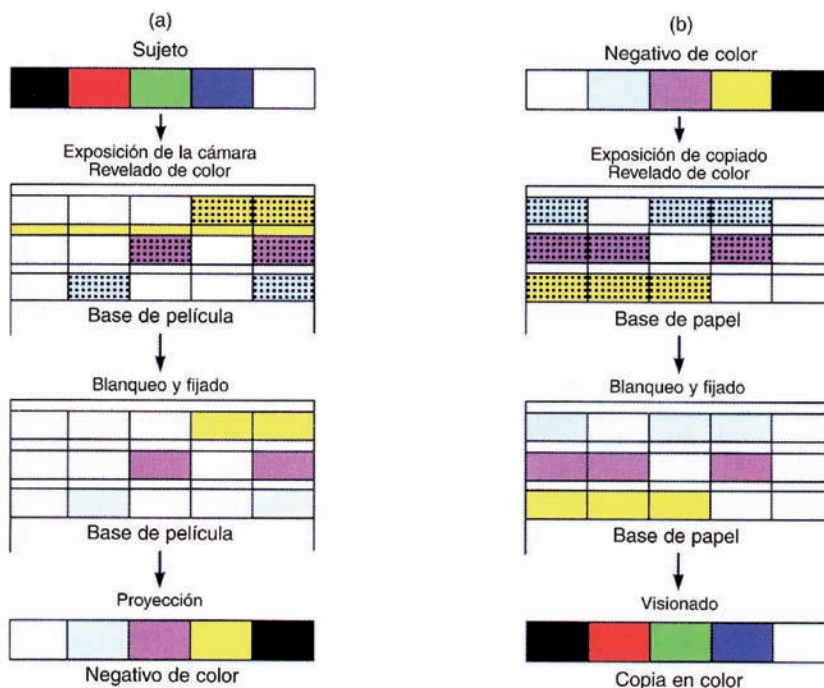 (a)
Sujeto
Exposición de la cámara
Revelado de color
Base de película
Blanqueo y fijado
Base de película
Proyección
Negativo de color
(b)
Negativo de color
Exposición de copiado
Revelado de color
Base de papel
Blanqueo y fijado
Base de papel
Visionado
Copia en color